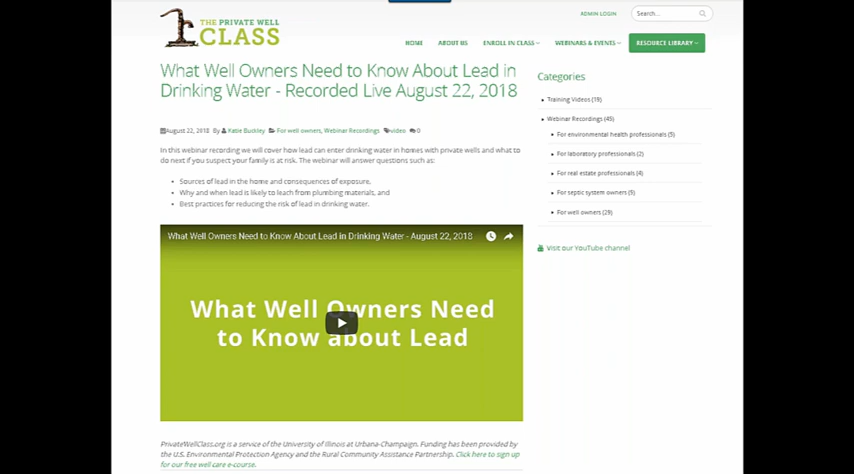 THE PRIVATE WELL
CLASS
ADMIN LOGIN
Search...
HOME
ABOUT US
ENROLL IN CLASS
WEBINARS & EVENTS
RESOURCE LIBRARY
What Well Owners Need to Know About Lead in
Drinking Water - Recorded Live August 22, 2018
August 22, 2018 By Katie Buckley For well owners, Webinar Recordings video 0
In this webinar recording we will cover how lead can enter drinking water in homes with private wells and what to
do next if you suspect your family is at risk. The webinar will answer questions such as:
• Sources of lead in the home and consequences of exposure,
• Why and when lead is likely to leach from plumbing materials, and
• Best practices for reducing the risk of lead in drinking water.
What Well Owners Need to Know About Lead in Drinking Water - August 22, 2018
What Well Owners Need
to Know about Lead
PrivateWellClass.org is a service of the University of Illinois at Urbana-Champaign. Funding has been provided by
the U.S. Environmental Protection Agency and the Rural Community Assistance Partnership. Click here to sign up
for our free well care e-course.
Categories
Training Videos (19)
Webinar Recordings (45)
For environmental health professionals (5)
For laboratory professionals (2)
For real estate professionals (4)
For septic system owners (5)
For well owners (29)
Visit our YouTube channel